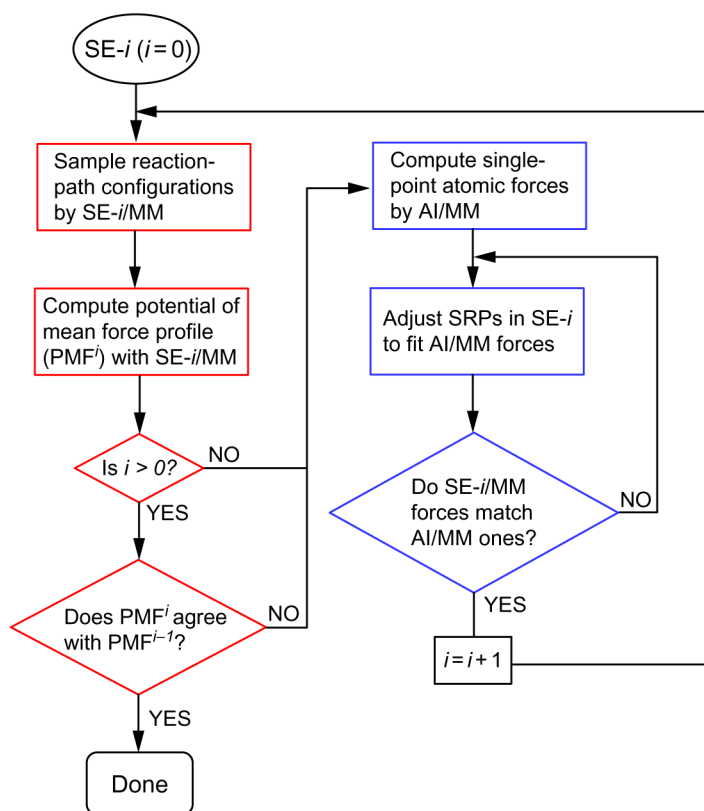 SE-i (i=0)
Sample reaction-
path configurations
by SE-i/MM
Compute potential of
mean force profile
(PMFⁱ) with SE-i/MM
Is i > 0?
NO
YES
Does PMFⁱ agree
with PMFⁱ⁻¹?
NO
YES
Done
Compute single-
point atomic forces
by AI/MM
Adjust SRPs in SE-i
to fit AI/MM forces
Do SE-i/MM
forces match
AI/MM ones?
NO
YES
i=i+1